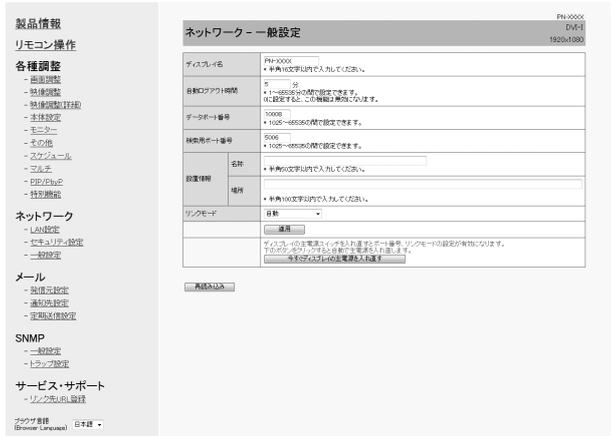 製品情報
リモコン操作
各種調整
- 画面調整
- 映像調整
- 映像調整(詳細)
- 本体設定
- モニター
- その他
- スケジュール
- マルチ
- PIP/PbyP
- 特別機能
ネットワーク
- LAN設定
- セキュリティ設定
- 一般設定
メール
- 発信元設定
- 通知先設定
- 定期送信設定
SNMP
- 一般設定
- トラップ設定
サービス・サポート
- リンク先URL登録
ブラウザ言語
(Browser Language) 日本語
PN-XXXX
ネットワーク - 一般設定
DVI-I
1920x1080
ディスプレイ名
PN-XXXX
* 半角16文字以内で入力してください。
自動ログアウト時間
5 分
* 1～65535分の間で設定できます。
0に設定すると、この機能は無効になります。
データポート番号
10008
* 1025～65535の間で設定できます。
検索用ポート番号
5006
* 1025～65535の間で設定できます。
設置情報
名称
* 半角50文字以内で入力してください。
場所
* 半角100文字以内で入力してください。
リンクモード
自動
適用
ディスプレイの主電源スイッチを入れ直すとポート番号、リンクモードの設定が有効になります。
下のボタンをクリックすると自動で主電源を入れ直します。
今すぐディスプレイの主電源を入れ直す
再読み込み